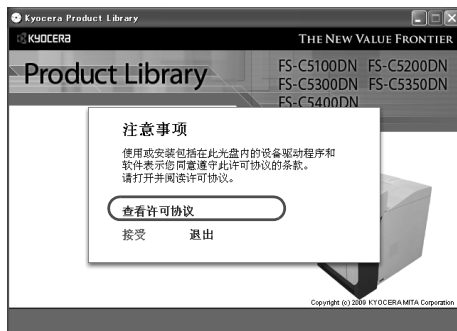 Kyocera Product Library
KYOCERA
THE NEW VALUE FRONTIER
Product Library
FS-C5100DN FS-C5200DN
FS-C5300DN FS-C5350DN
FS-C5400DN
注意事项
使用或安装包括在此光盘内的设备驱动程序和
软件表示您同意遵守此许可协议的条款。
请打开并阅读许可协议。
查看许可协议
接受 退出
Copyright (c) 2009 KYOCERA MITA Corporation